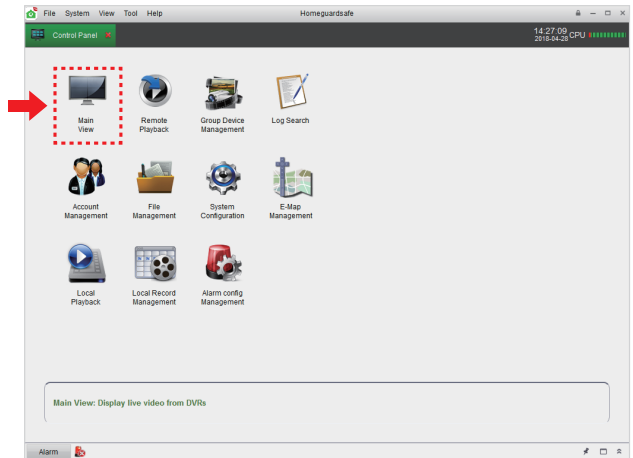 File System View Tool Help Homeguardsafe
Control Panel
14:27:09
2018-04-28 CPU
Main
View
Remote
Playback
Group Device
Management
Log Search
Account
Management
File
Management
System
Configuration
E-Map
Management
Local
Playback
Local Record
Management
Alarm config
Management
Main View: Display live video from DVRs
Alarm